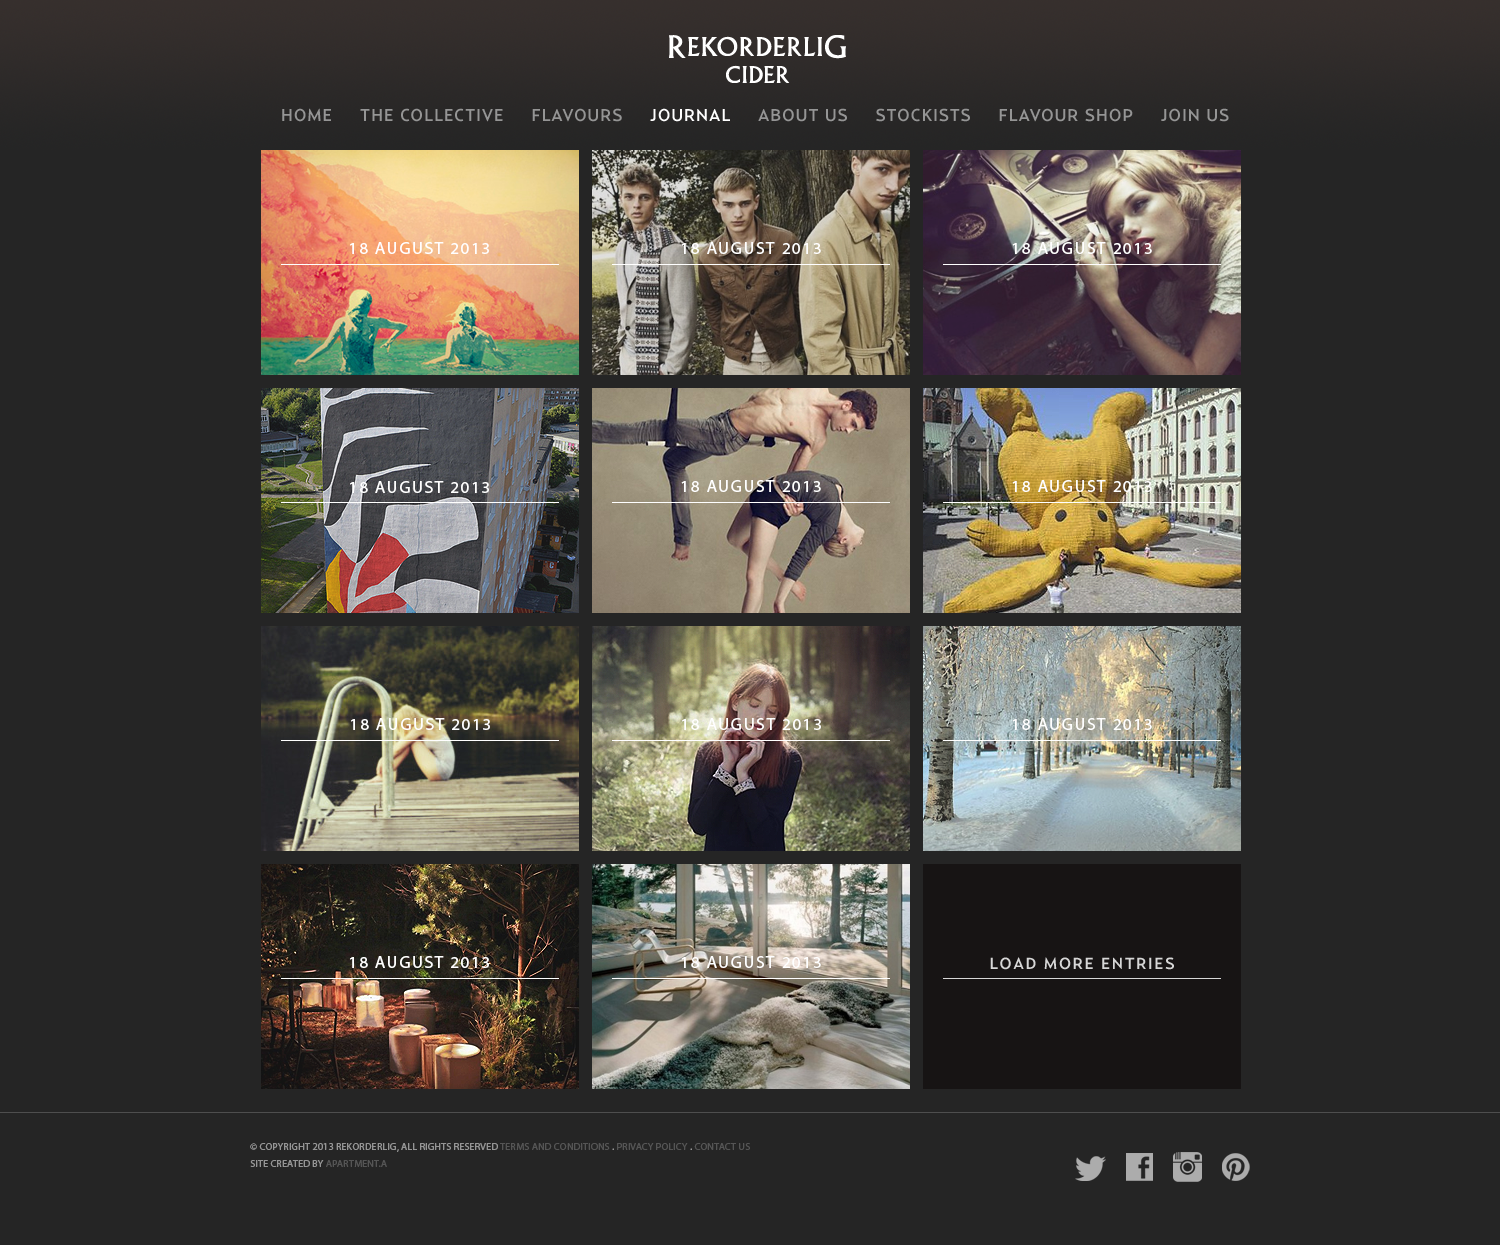 REKORDERLIG
CIDER
HOME THE COLLECTIVE FLAVOURS JOURNAL ABOUT US STOCKISTS FLAVOUR SHOP JOIN US
18 AUGUST 2013 18 AUGUST 2013 18 AUGUST 2013
18 AUGUST 2013 18 AUGUST 2013 18 AUGUST 2013
18 AUGUST 2013 18 AUGUST 2013 18 AUGUST 2013
18 AUGUST 2013 18 AUGUST 2013 LOAD MORE ENTRIES
© COPYRIGHT 2013 REKORDERLIG, ALL RIGHTS RESERVED TERMS AND CONDITIONS . PRIVACY POLICY . CONTACT US
SITE CREATED BY APARTMENT.A